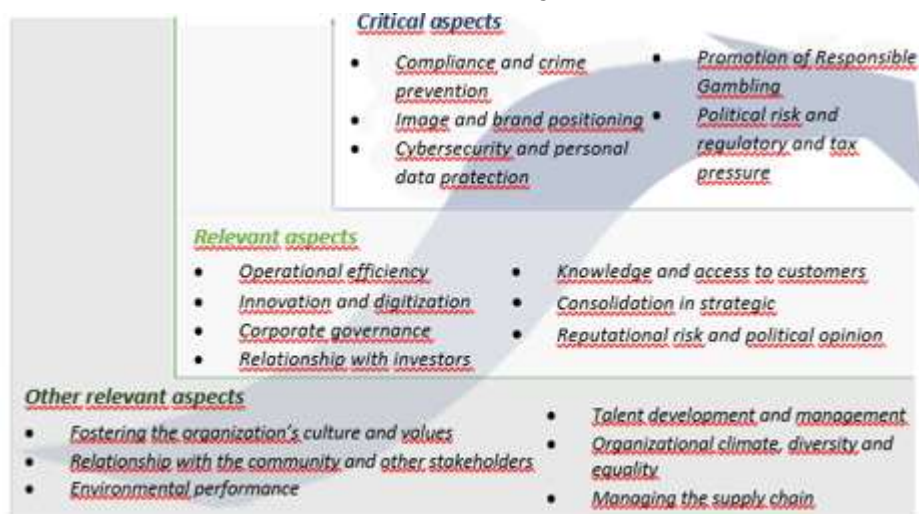 Critical aspects
• Compliance and crime
prevention
• Image and brand positioning
• Cybersecurity and personal
data protection
• Promotion of Responsible
Gambling
• Political risk and
regulatory and tax
pressure
Relevant aspects
• Operational efficiency
• Innovation and digitization
• Corporate governance
• Relationship with investors
• Knowledge and access to customers
• Consolidation in strategic
• Reputational risk and political opinion
Other relevant aspects
• Fostering the organization's culture and values
• Relationship with the community and other stakeholders
• Environmental performance
• Talent development and management
• Organizational climate, diversity and
equality
• Managing the supply chain